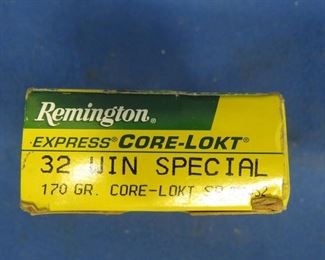 Remington®
EXPRESS® CORE-LOKT®
32 WIN SPECIAL
170 GR. CORE-LOKT SP